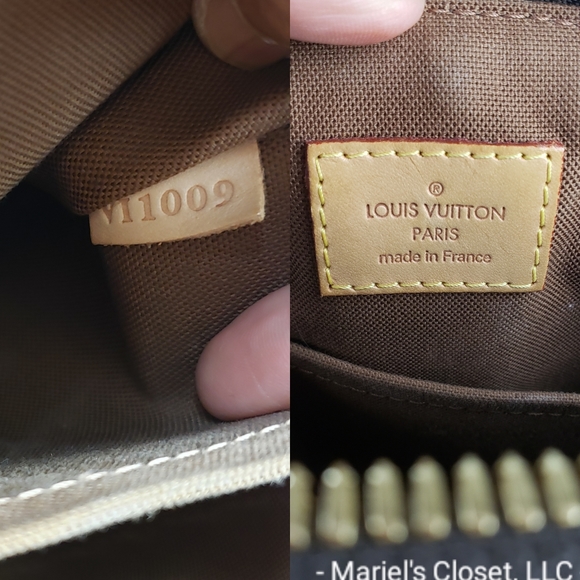 VI1009
®
LOUIS VUITTON
PARIS
made in France
- Mariel's Closet, LLC